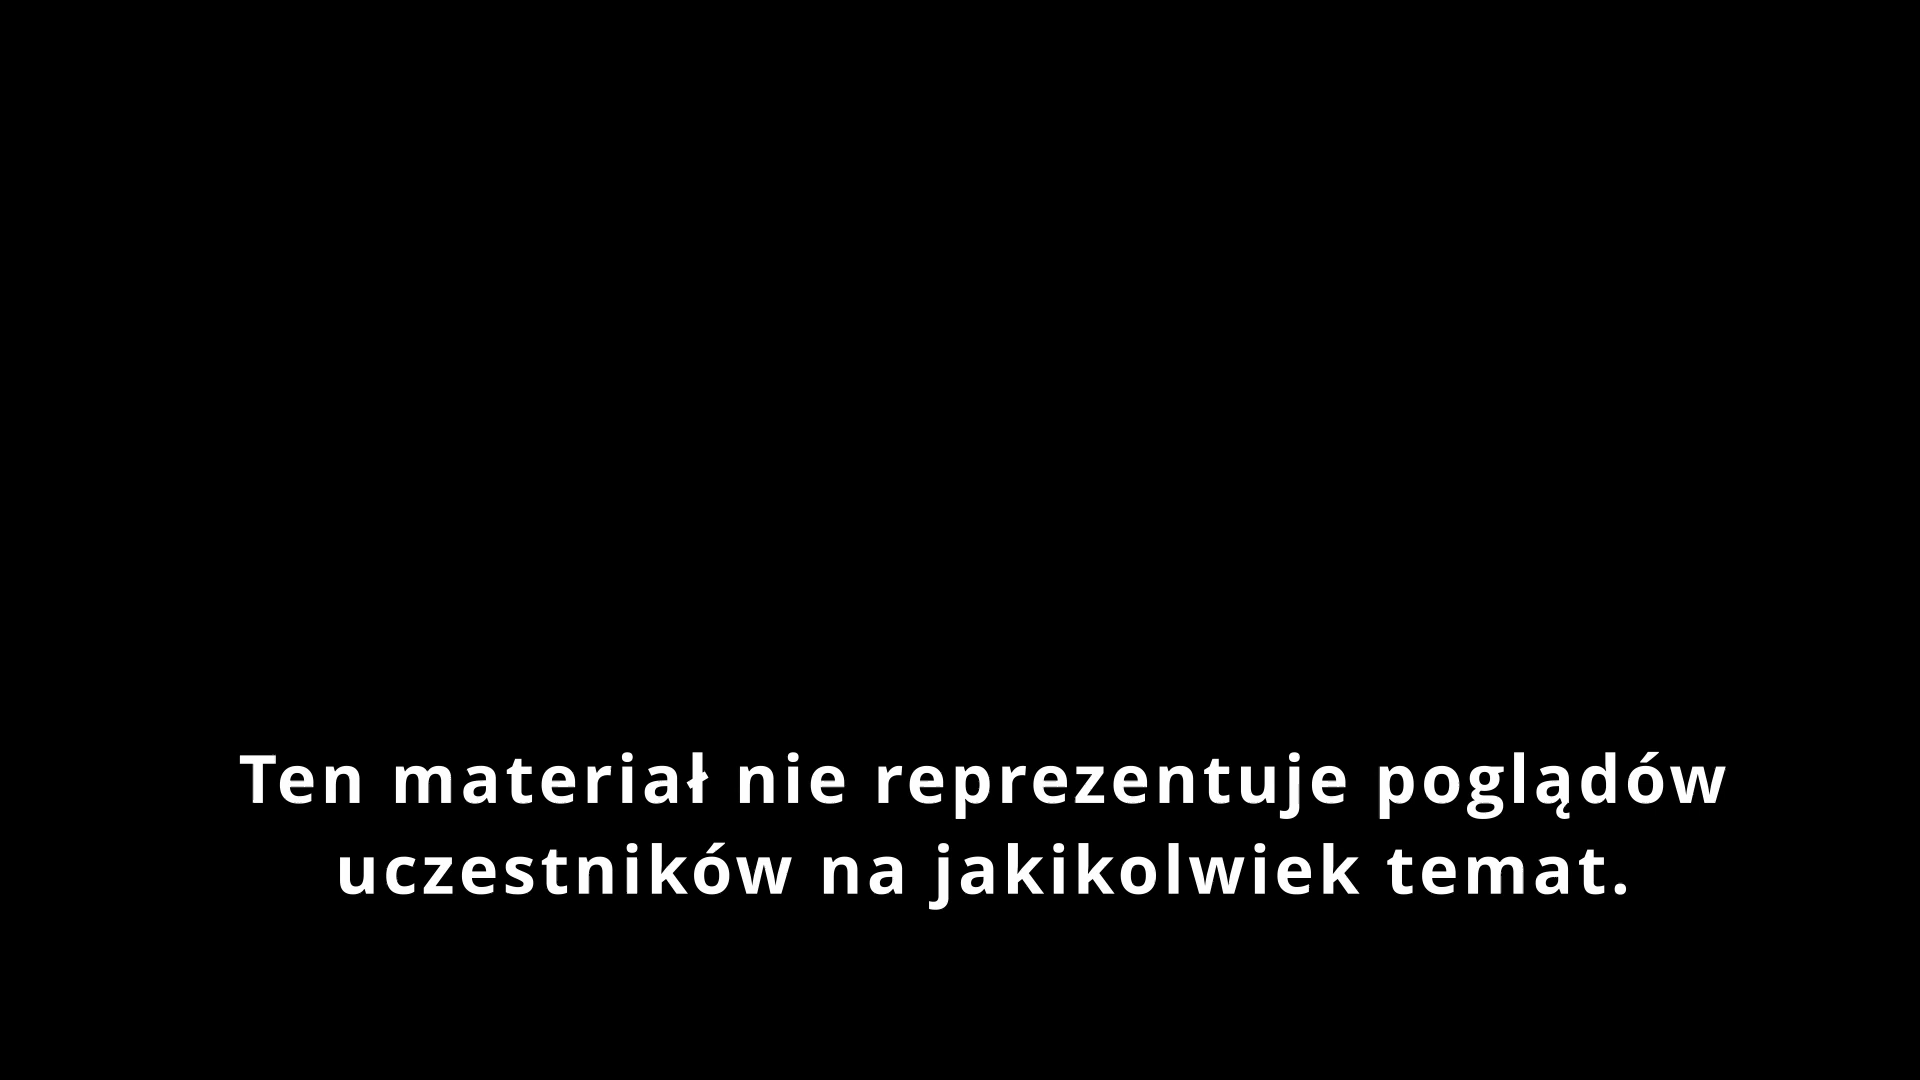 Ten materiał nie reprezentuje poglądów
uczestników na jakikolwiek temat.